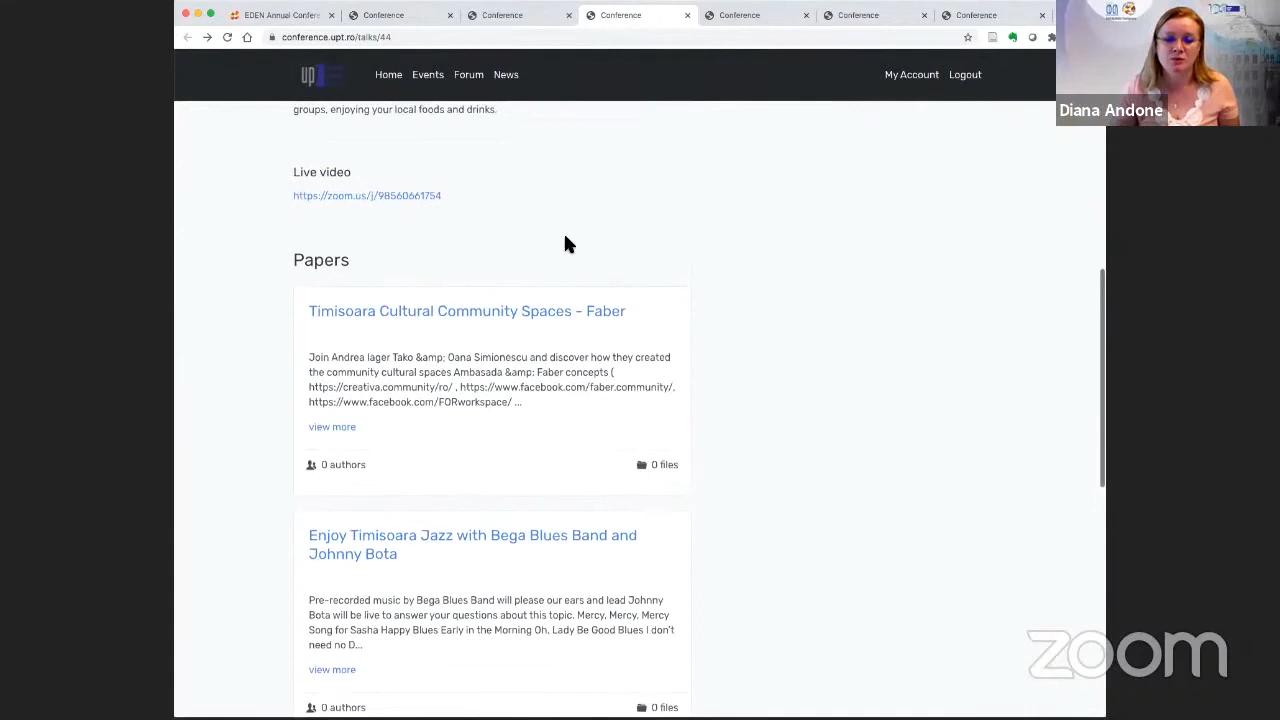 EDEN Annual Confere
Conference
Conference
Conference
Conference
Conference
Conference
conference.upt.ro/talks/44
up
Home Events Forum News
My Account Logout
Diana Andone
groups, enjoying your local foods and drinks.
Live video
https://zoom.us/j/98560661754
Papers
Timisoara Cultural Community Spaces - Faber
Join Andrea Iager Tako &amp; Oana Simionescu and discover how they created
the community cultural spaces Ambasada &amp; Faber concepts (
https://creativa.community/ro/ , https://www.facebook.com/faber.community/,
https://www.facebook.com/FORworkspace/ ...
view more
0 authors
0 files
Enjoy Timisoara Jazz with Bega Blues Band and
Johnny Bota
Pre-recorded music by Bega Blues Band will please our ears and lead Johnny
Bota will be live to answer your questions about this topic. Mercy, Mercy, Mercy
Song for Sasha Happy Blues Early in the Morning Oh, Lady Be Good Blues I don't
need no D...
view more
0 authors
0 files
zoom